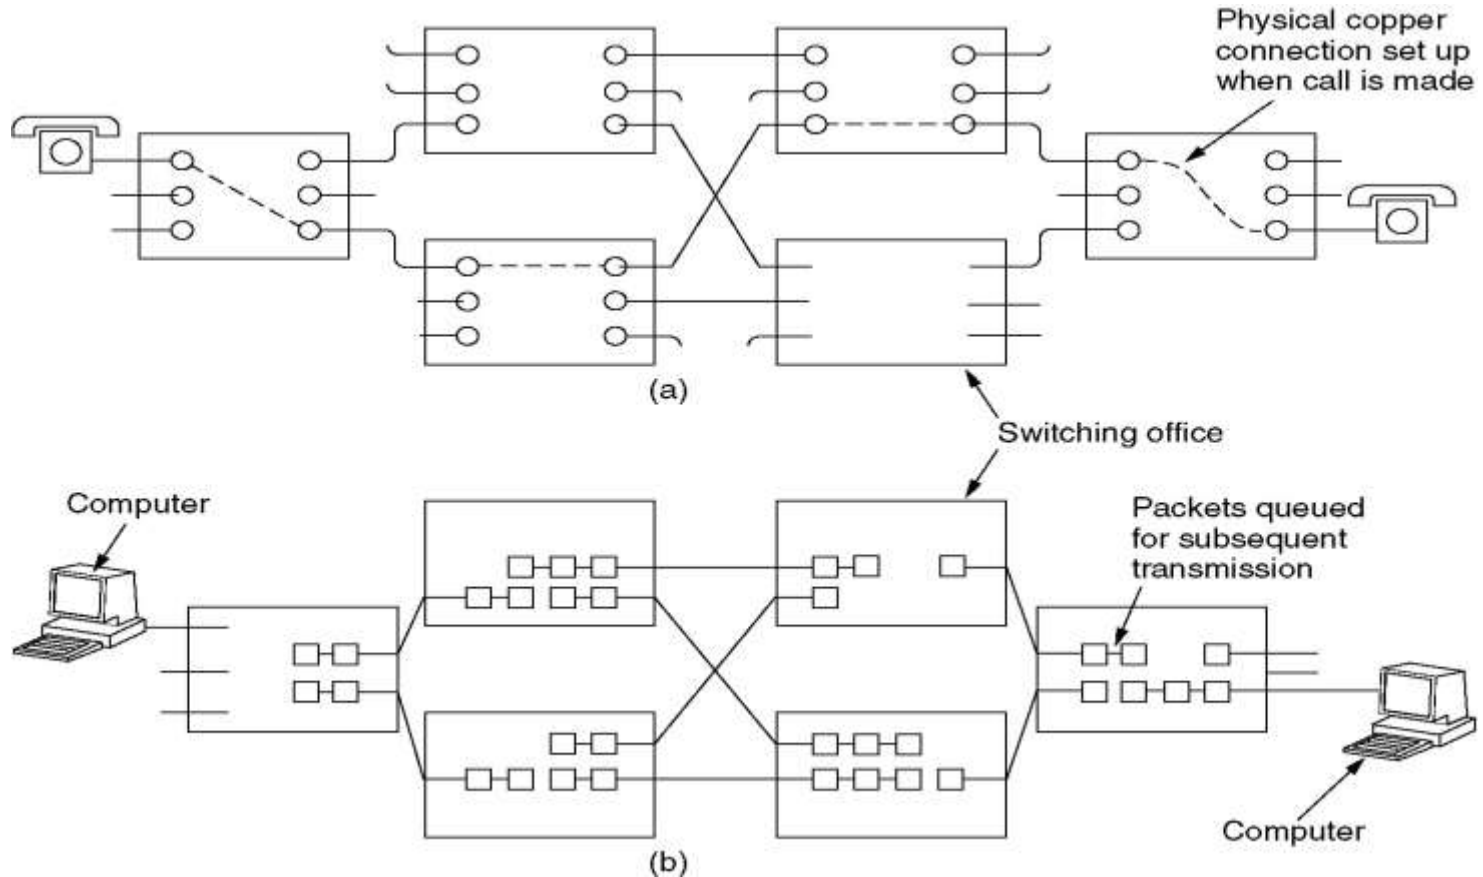 Physical copper
connection set up
when call is made
(a)
Switching office
Computer
Packets queued
for subsequent
transmission
Computer
(b)